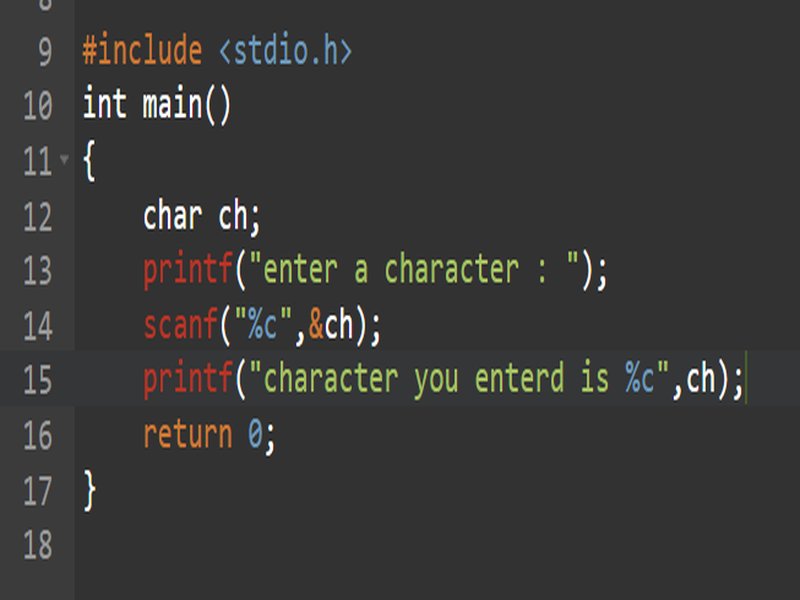 8
9 #include <stdio.h>
10 int main()
11 {
12 char ch;
13 printf("enter a character : ");
14 scanf("%c",&ch);
15 printf("character you enterd is %c",ch);
16 return 0;
17 }
18